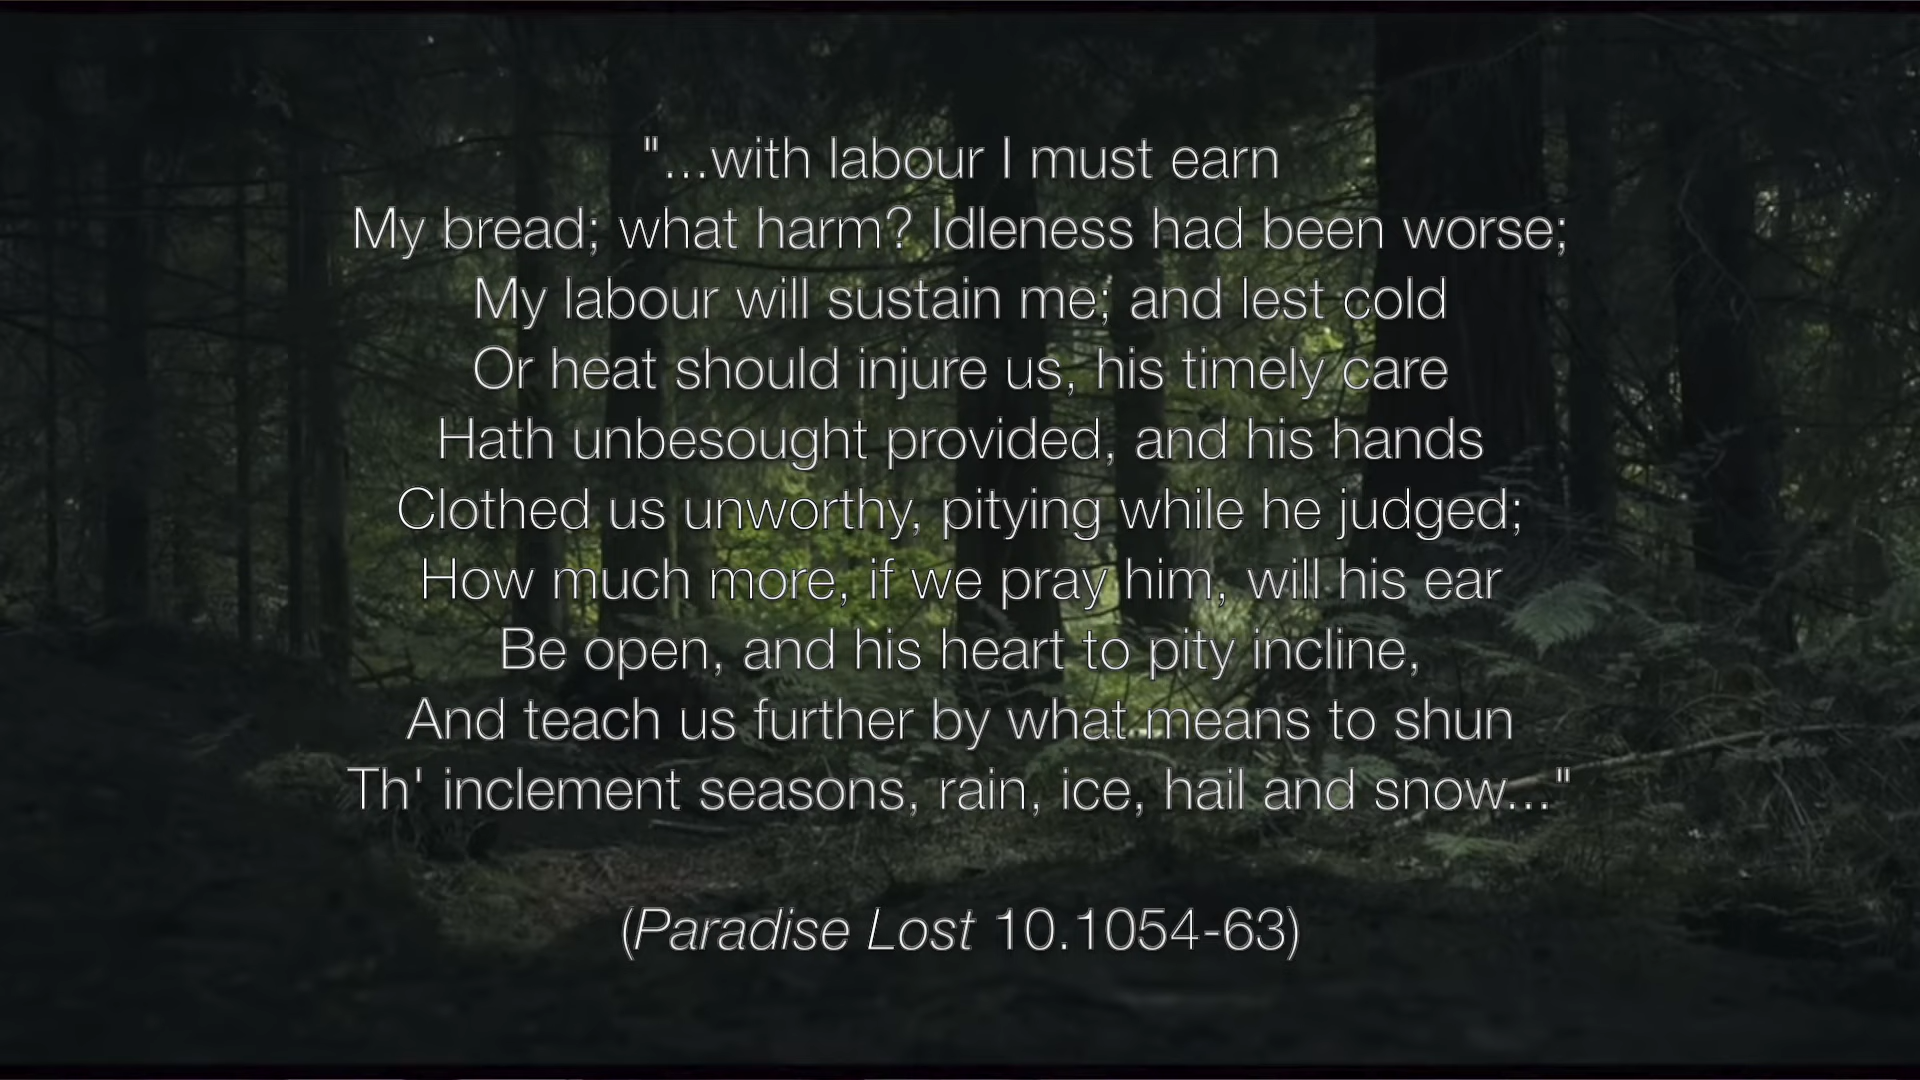 "...with labour I must earn
My bread; what harm? Idleness had been worse;
My labour will sustain me; and lest cold
Or heat should injure us, his timely care
Hath unbesought provided, and his hands
Clothed us unworthy, pitying while he judged;
How much more, if we pray him, will his ear
Be open, and his heart to pity incline,
And teach us further by what means to shun
Th' inclement seasons, rain, ice, hail and snow..."
(Paradise Lost 10.1054-63)